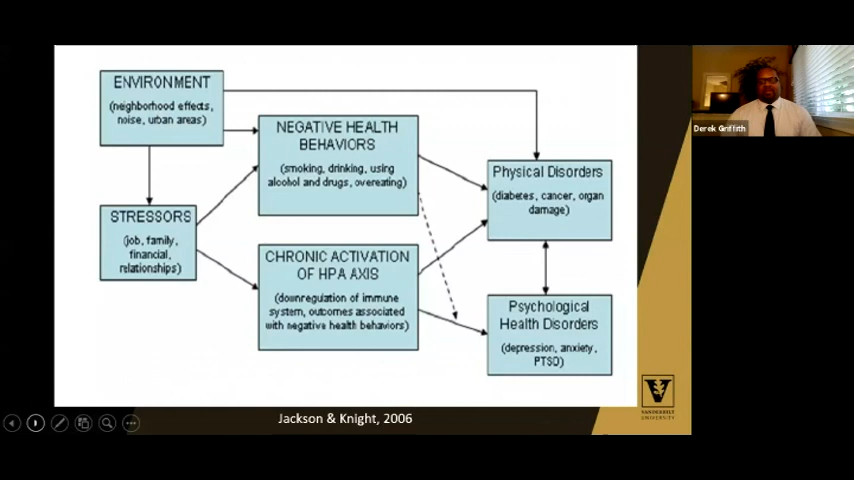 ENVIRONMENT
(neighborhood effects,
noise, urban areas)
STRESSORS
(job, family,
financial,
relationships)
NEGATIVE HEALTH
BEHAVIORS
(smoking, drinking, using
alcohol and drugs, overeating)
CHRONIC ACTIVATION
OF HPA AXIS
(downregulation of immune
system, outcomes associated
with negative health behaviors)
Physical Disorders
(diabetes, cancer, organ
damage)
Psychological
Health Disorders
(depression, anxiety,
PTSD)
Jackson & Knight, 2006
V
VANDERBILT
UNIVERSITY
Derek Griffith